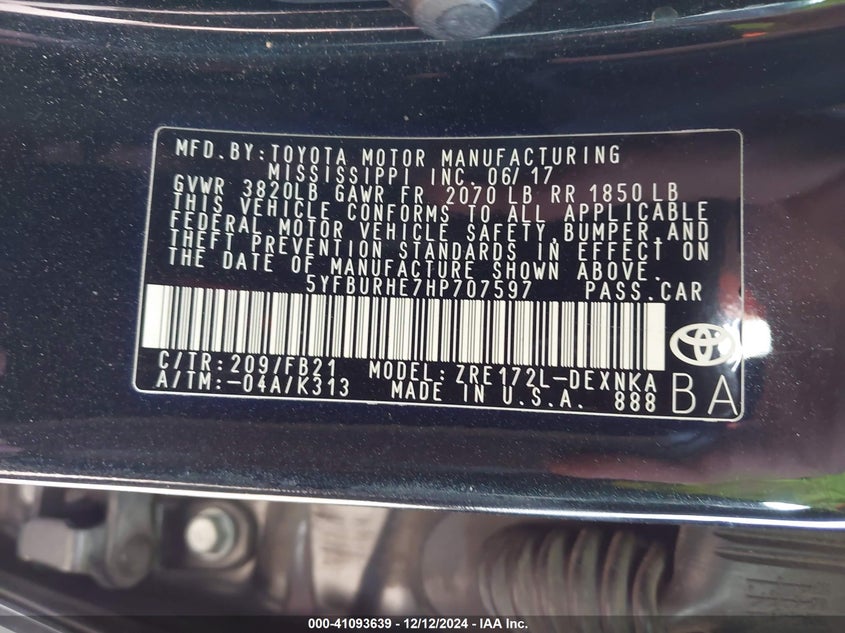 MFD.BY:TOYOTA MOTOR MANUFACTURING
MISSISSIPPI INC. 06/17
GVWR 3820LB GAWR FR 2070 LB RR 1850 LB
THIS VEHICLE CONFORMS TO ALL APPLICABLE
FEDERAL MOTOR VEHICLE SAFETY,BUMPER,AND
THEFT PREVENTION STANDARDS IN EFFECT ON
THE DATE OF MANUFACTURE SHOWN ABOVE.
5YFBURHE7HP707597 PASS.CAR
C/TR:209/FB21 MODEL:ZRE172L-DEXNKA
A/TM:-04A/K313 MADE IN U.S.A. 888 BA
000-41093639 - 12/12/2024 - IAA Inc.